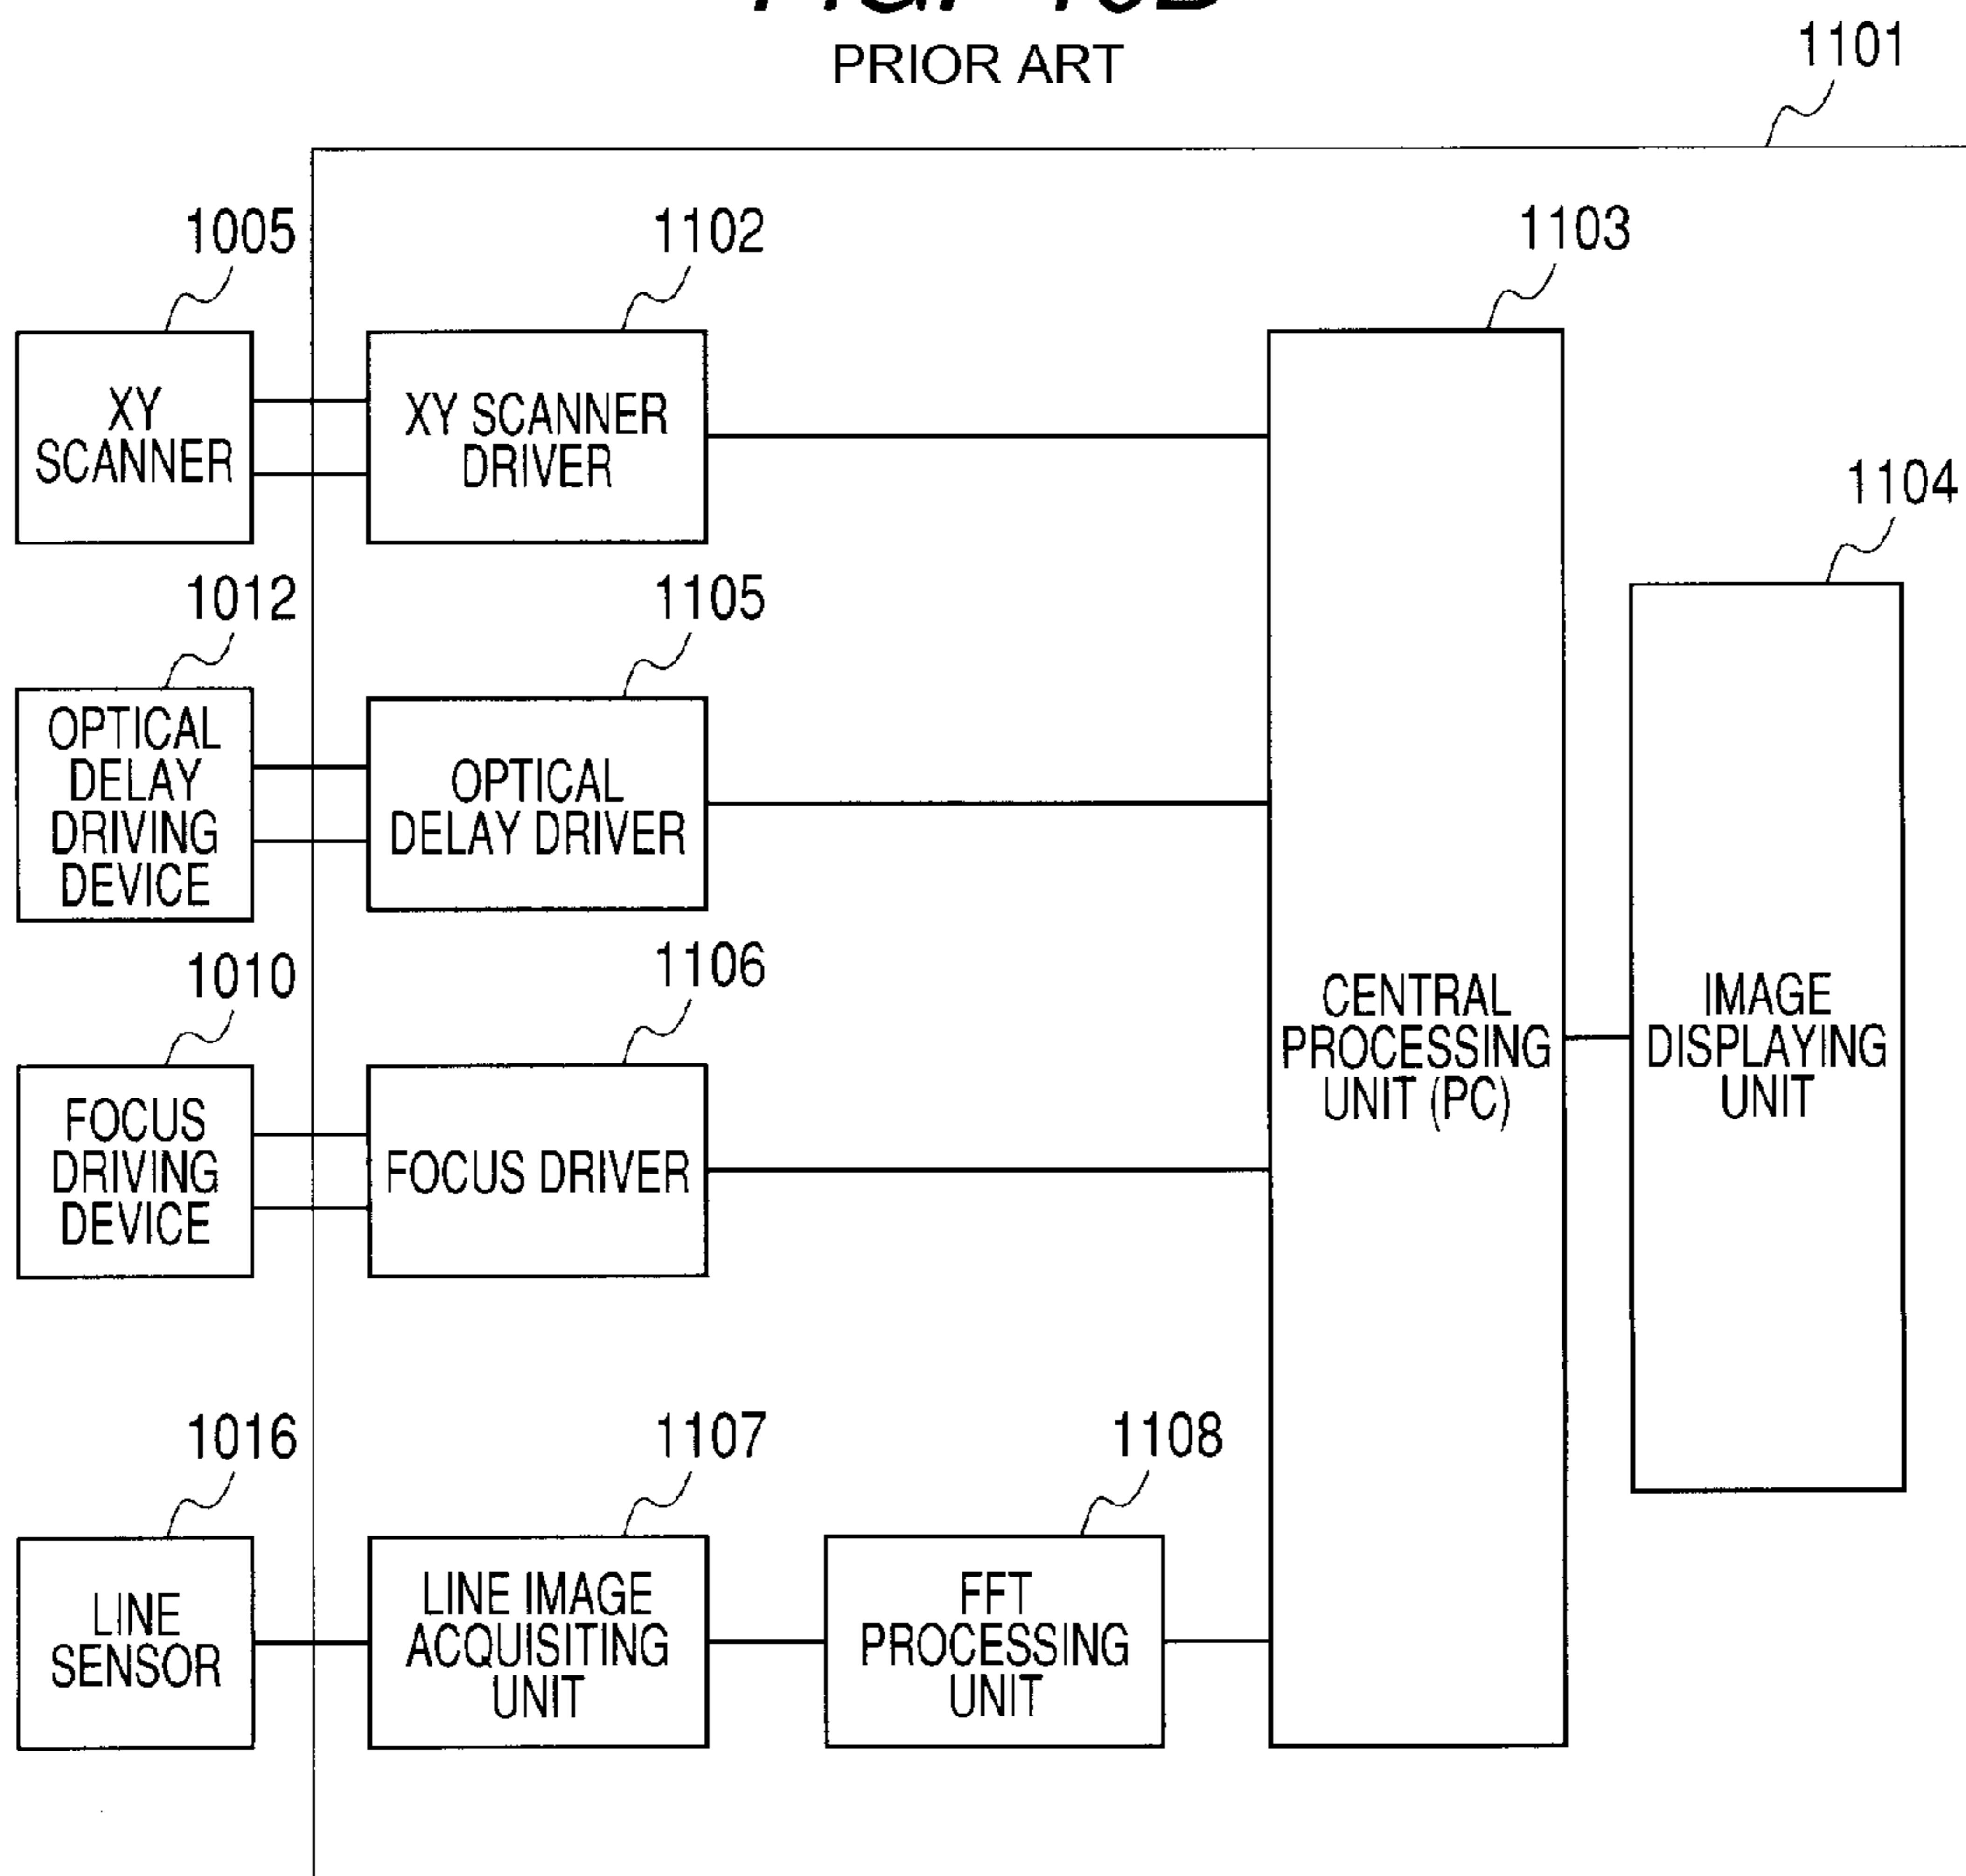 PRIOR ART
1101
1005
1102
1103
XY
SCANNER
XY SCANNER
DRIVER
1104
1012
1105
OPTICAL
DELAY
DRIVING
DEVICE
OPTICAL
DELAY DRIVER
1010
1106
FOCUS
DRIVING
DEVICE
FOCUS DRIVER
CENTRAL
PROCESSING
UNIT (PC)
IMAGE
DISPLAYING
UNIT
1016
1107
1108
LINE
SENSOR
LINE IMAGE
ACQUISITING
UNIT
FFT
PROCESSING
UNIT